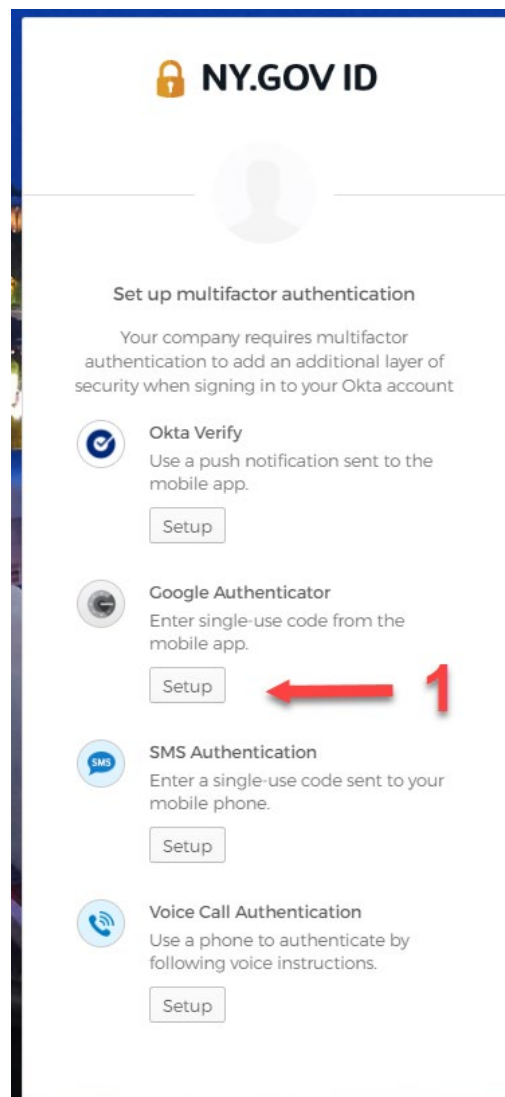 NY.GOV ID
Set up multifactor authentication
Your company requires multifactor
authentication to add an additional layer of
security when signing in to your Okta account
Okta Verify
Use a push notification sent to the
mobile app.
Setup
Google Authenticator
Enter single-use code from the
mobile app.
Setup
1
SMS
SMS Authentication
Enter a single-use code sent to your
mobile phone.
Setup
Voice Call Authentication
Use a phone to authenticate by
following voice instructions.
Setup